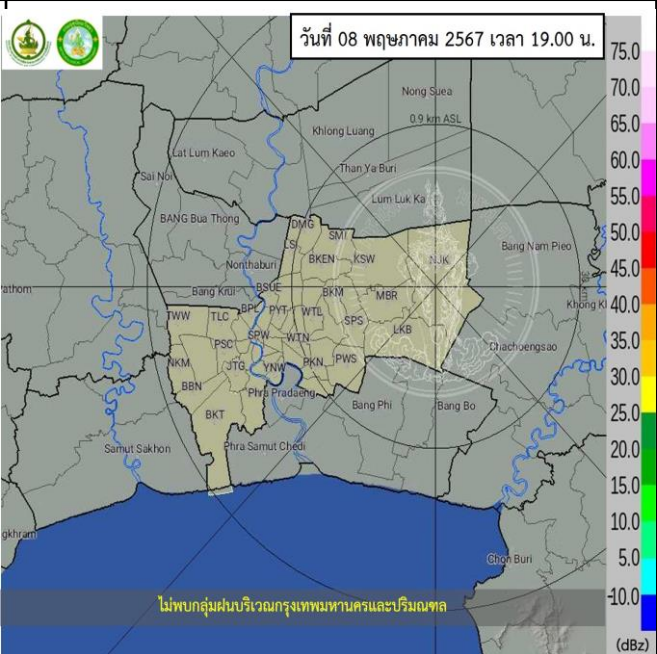 วันที่ 08 พฤษภาคม 2567 เวลา 19.00 น.
75.0
70.0
65.0
60.0
55.0
50.0
45.0
40.0
35.0
30.0
25.0
20.0
15.0
10.0
5.0
-10.0
(dBz)
Nong Suea
0.9 km ASL
Khlong Luang
Lat Lum Kaeo
Than Ya Buri
Sai Noi
Lum Luk Ka
BANG Bua Thong
DMG
SMI
LSI
Bang Nam Pieo
BKEN
KSW
NJK
Nonthaburi
athom
Bang Krui
BSUE
BKM
MBR
Khong Kh
TWW
TLC
BPL
PYT
WTL
SPS
LKB
PSC
SPW
WTN
Chachoengsao
NKM
JTG
YNW
PKN
PWS
BBN
Phra Pradaeng
BKT
Bang Phi
Bang Bo
Samut Sakhon
Phra Samut Chedi
gkhram
Chon Buri
ไม่พบกลุ่มฝนบริเวณกรุงเทพมหานครและปริมณฑล